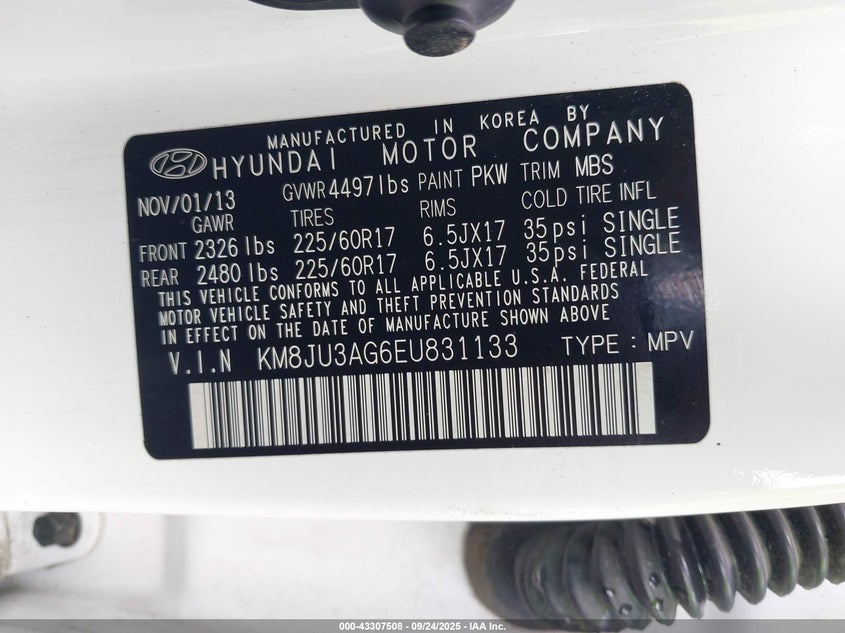 MANUFACTURED IN KOREA BY
HYUNDAI MOTOR COMPANY
NOV/01/13 GVWR 4497lbs PAINT PKW TRIM MBS
GAWR TIRES RIMS COLD TIRE INFL
FRONT 2326 lbs 225/60R17 6.5JX17 35psi SINGLE
REAR 2480 lbs 225/60R17 6.5JX17 35psi SINGLE
THIS VEHICLE CONFORMS TO ALL APPLICABLE U.S.A. FEDERAL
MOTOR VEHICLE SAFETY AND THEFT PREVENTION STANDARDS
IN EFFECT ON THE DATE OF MANUFACTURE SHOWN ABOVE
V.I.N KM8JU3AG6EU831133 TYPE : MPV
000-43307508 - 09/24/2025 - IAA Inc.